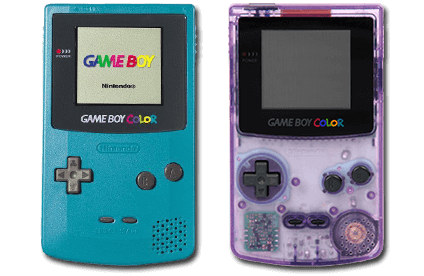 POWER
GAME BOY
Nintendo®
GAME BOY COLOR
Nintendo
B
A
GAME BOY COLOR